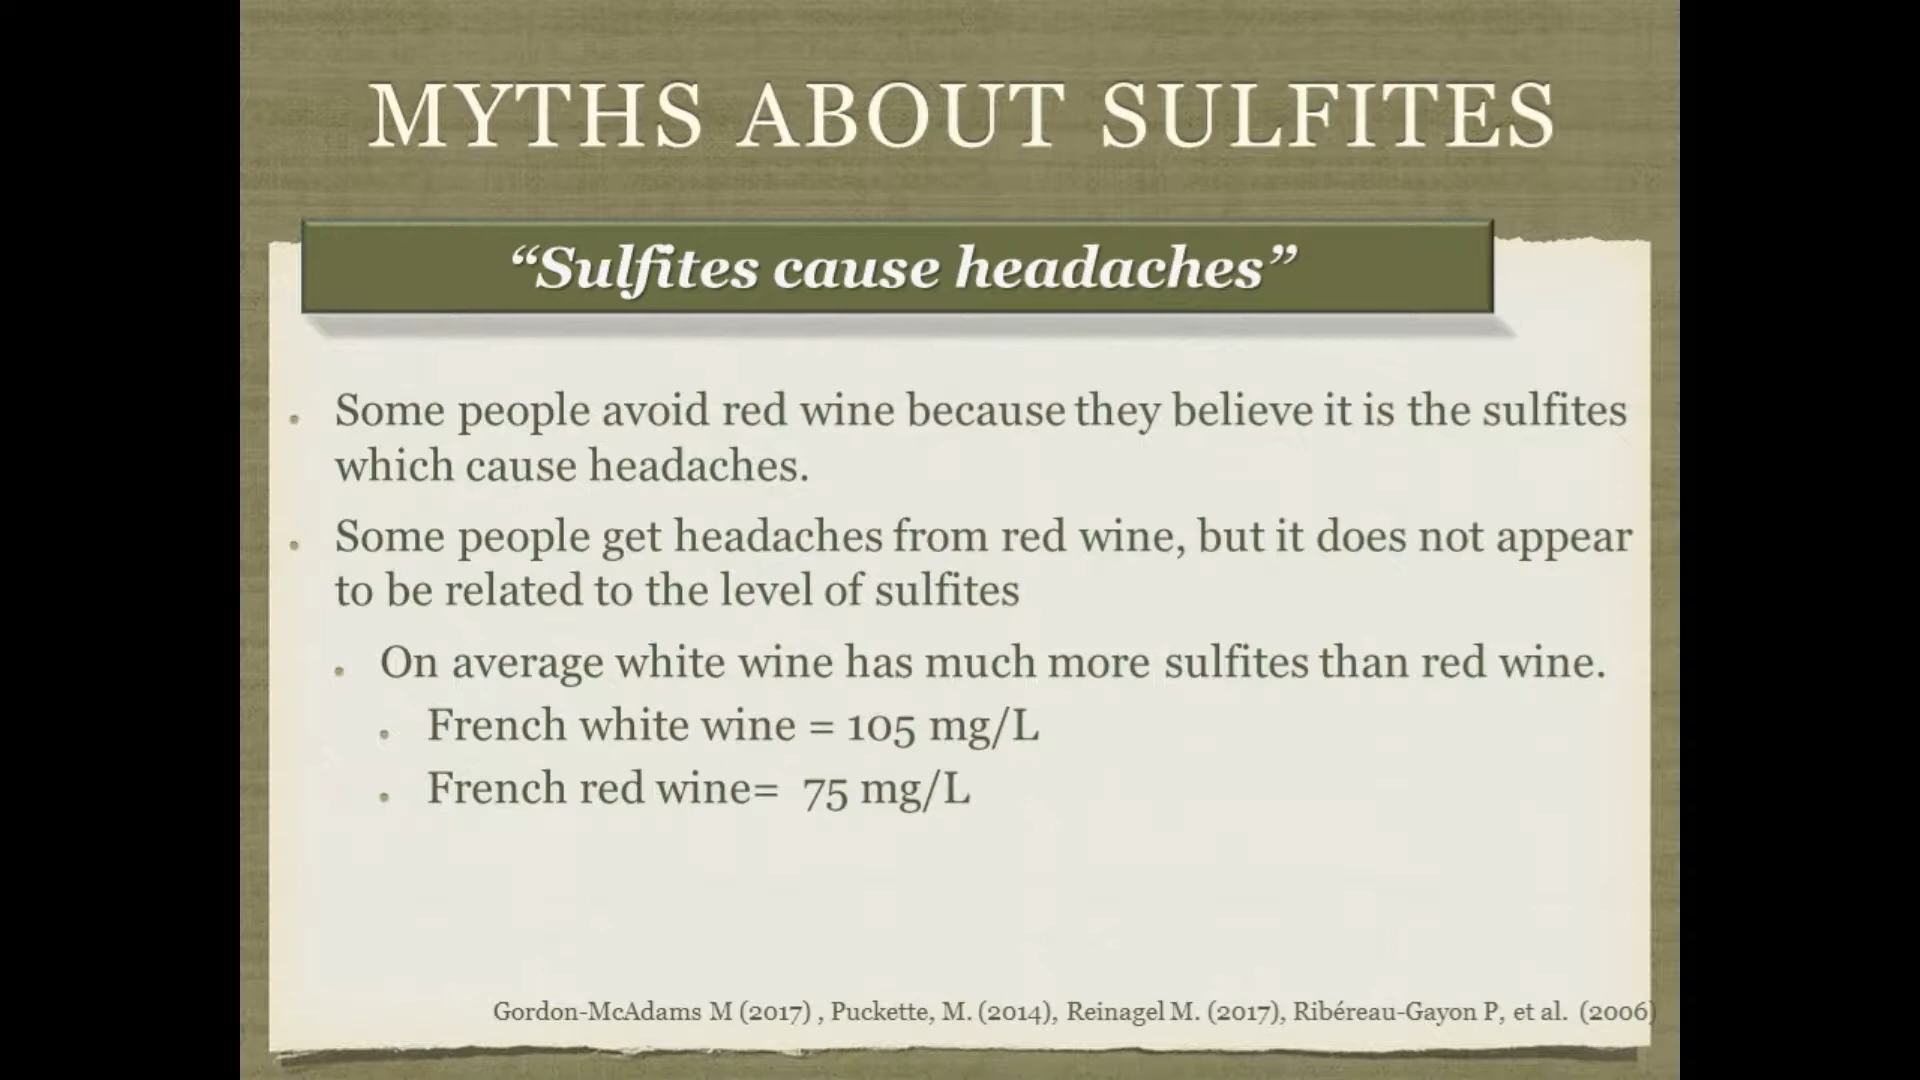 MYTHS ABOUT SULFITES
“Sulfites cause headaches”
Some people avoid red wine because they believe it is the sulfites
which cause headaches.
Some people get headaches from red wine, but it does not appear
to be related to the level of sulfites
On average white wine has much more sulfites than red wine.
French white wine = 105 mg/L
French red wine= 75 mg/L
Gordon-McAdams M (2017) , Puckette, M. (2014), Reinagel M. (2017), Ribéreau-Gayon P, et al. (2006)